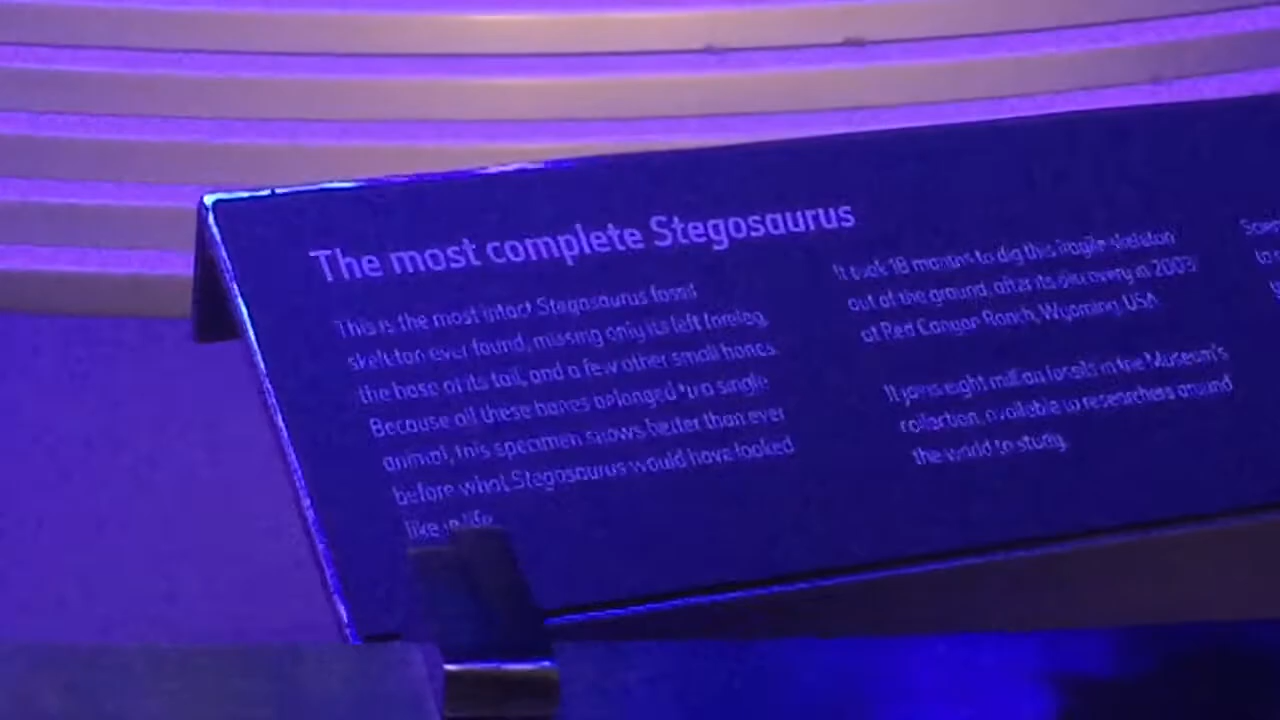 The most complete Stegosaurus
This is the most intact Stegosaurus fossil
skeleton ever found, missing only its left foreleg,
the base of its tail, and a few other small bones.
Because all these bones belonged to a single
animal, this specimen shows better than ever
before what Stegosaurus would have looked
like in life.
It took 18 months to dig this fragile skeleton
out of the ground, after its discovery in 2003
at Red Canyon Ranch, Wyoming, USA.
It joins eight million fossils in the Museum's
collection, available to researchers around
the world to study.